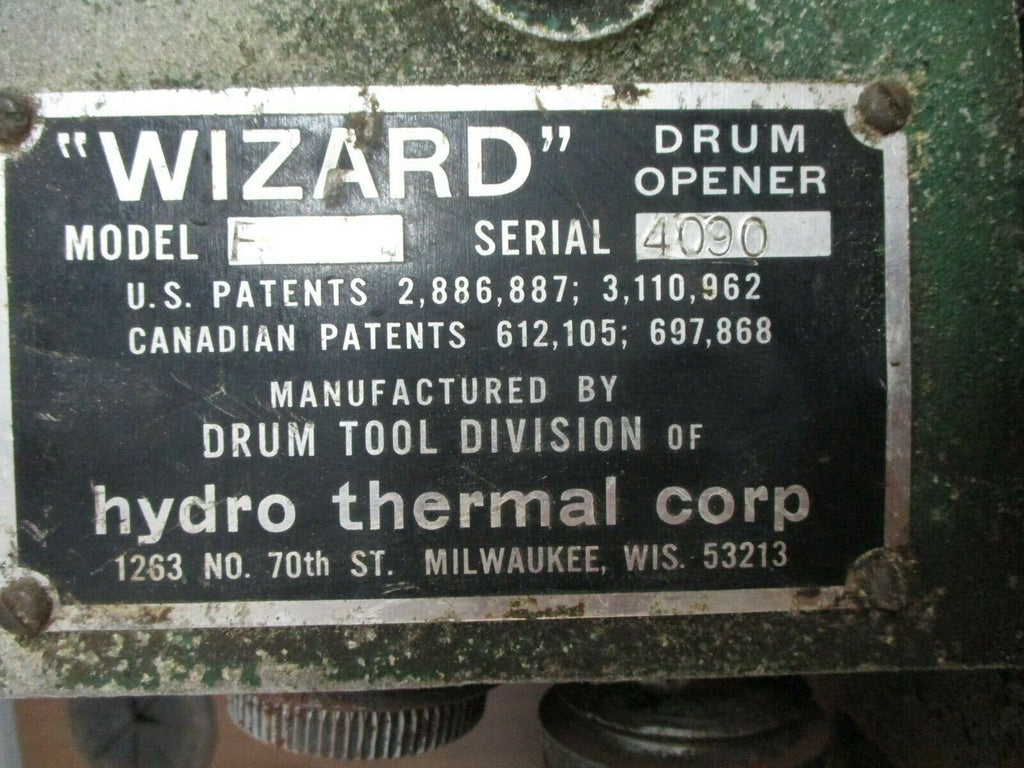 "WIZARD" DRUM OPENER
MODEL F SERIAL 4090
U.S. PATENTS 2,886,887; 3,110,962
CANADIAN PATENTS 612,105; 697,868
MANUFACTURED BY
DRUM TOOL DIVISION OF
hydro thermal corp
1263 NO. 70th ST. MILWAUKEE, WIS. 53213